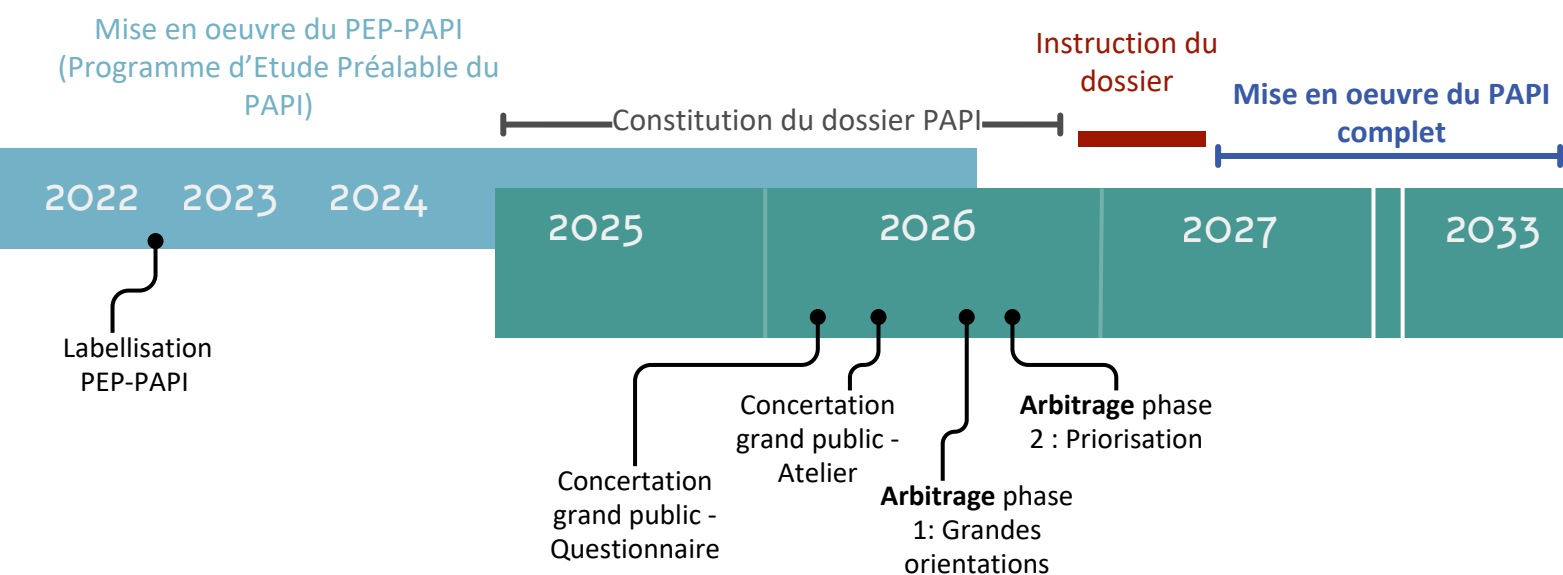 Mise en oeuvre du PEP-PAPI
(Programme d'Etude Préalable du
PAPI)
Instruction du
dossier
Mise en oeuvre du PAPI
complet
Constitution du dossier PAPI
2022
2023
2024
2025
2026
2027
2033
Labellisation
PEP-PAPI
Concertation
grand public -
Questionnaire
Concertation
grand public -
Atelier
Arbitrage phase
1: Grandes
orientations
Arbitrage phase
2 : Priorisation